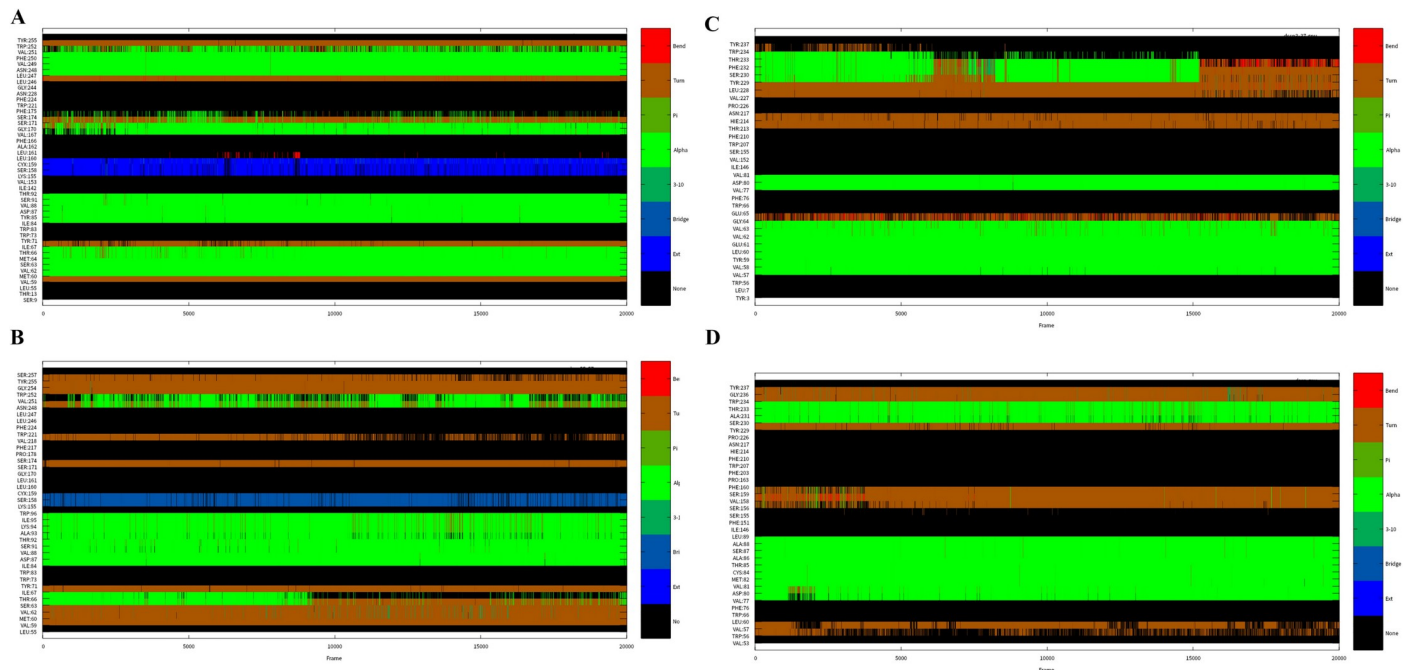 A
TYR:255
TRP:252
VAL:251
PHE:250
VAL:249
ASN:248
LEU:247
LEU:246
GLY:244
ASN:228
PHE:224
TRP:221
PHE:175
SER:174
SER:171
GLY:170
VAL:167
PHE:166
ALA:162
LEU:161
LEU:160
CYX:159
SER:158
LYS:155
VAL:153
ILE:142
THR:92
SER:91
VAL:88
ASP:87
TYR:85
ILE:84
TRP:83
TRP:73
TYR:71
ILE:67
THR:66
MET:64
SER:63
VAL:62
MET:60
VAL:59
LEU:55
THR:13
SER:9
0 5000 10000 15000 20000
Bend
Turn
Pi
Alpha
3-10
Bridge
Ext
None
C
TYR:237
TRP:234
THR:233
PHE:232
SER:230
TYR:229
LEU:228
VAL:227
PRO:226
ASN:217
HIE:214
THR:213
PHE:210
TRP:207
SER:155
VAL:152
ILE:146
VAL:81
ASP:80
VAL:77
PHE:76
TRP:66
GLU:65
GLY:64
VAL:63
VAL:62
GLU:61
LEU:60
TYR:59
VAL:58
VAL:57
TRP:56
LEU:7
TYR:3
0 5000 10000 15000 20000
Frame
Bend
Turn
Pi
Alpha
3-10
Bridge
Ext
None
B
SER:257
TYR:255
GLY:254
TRP:252
VAL:251
ASN:248
LEU:247
LEU:246
PHE:224
TRP:221
VAL:218
PHE:217
PRO:178
SER:174
SER:171
GLY:170
LEU:161
LEU:160
CYX:159
SER:158
LYS:155
TRP:96
ILE:95
LYS:94
ALA:93
THR:92
SER:91
VAL:88
ASP:87
ILE:84
TRP:83
TRP:73
TYR:71
ILE:67
THR:66
SER:63
VAL:62
MET:60
VAL:59
LEU:55
0 5000 10000 15000 20000
Frame
Be
Tu
Pi
Al
3-1
Bri
Ext
No
D
TYR:237
GLY:236
TRP:234
THR:233
ALA:231
SER:230
TYR:229
PRO:226
ASN:217
HIE:214
PHE:210
TRP:207
PHE:203
PRO:163
PHE:160
SER:159
VAL:158
SER:156
SER:155
PHE:151
ILE:146
LEU:89
ALA:88
SER:87
ALA:86
THR:85
CYS:84
MET:82
VAL:81
ASP:80
VAL:77
PHE:76
TRP:66
LEU:60
VAL:57
TRP:56
VAL:53
0 5000 10000 15000 20000
Frame
Bend
Turn
Pi
Alpha
3-10
Bridge
Ext
None